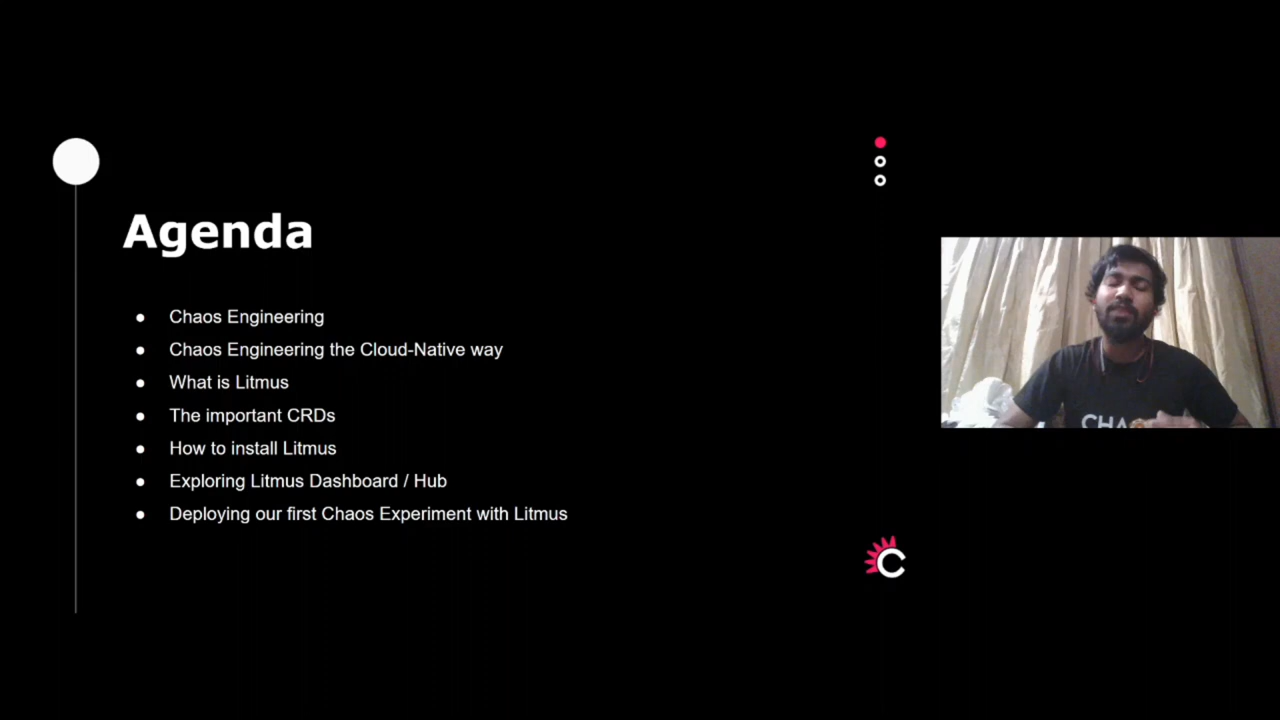 Agenda
● Chaos Engineering
● Chaos Engineering the Cloud-Native way
● What is Litmus
● The important CRDs
● How to install Litmus
● Exploring Litmus Dashboard / Hub
● Deploying our first Chaos Experiment with Litmus